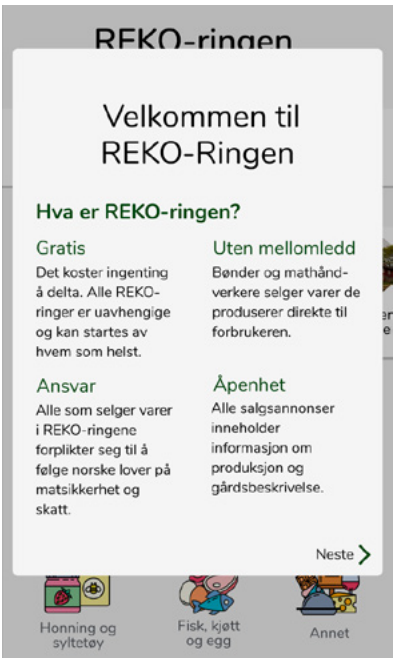 REKO-ringen
Velkommen til
REKO-Ringen
Hva er REKO-ringen?
Gratis
Det koster ingenting
å delta. Alle REKO-
ringer er uavhengige
og kan startes av
hvem som helst.
Uten mellomledd
Bønder og mathånd-
verkere selger varer de
produserer direkte til
forbrukeren.
Ansvar
Alle som selger varer
i REKO-ringene
forplikter seg til å
følge norske lover på
matsikkerhet og
skatt.
Åpenhet
Alle salgsannonser
inneholder
informasjon om
produksjon og
gårdsbeskrivelse.
Neste
Honning og
syltetøy
Fisk, kjøtt
og egg
Annet